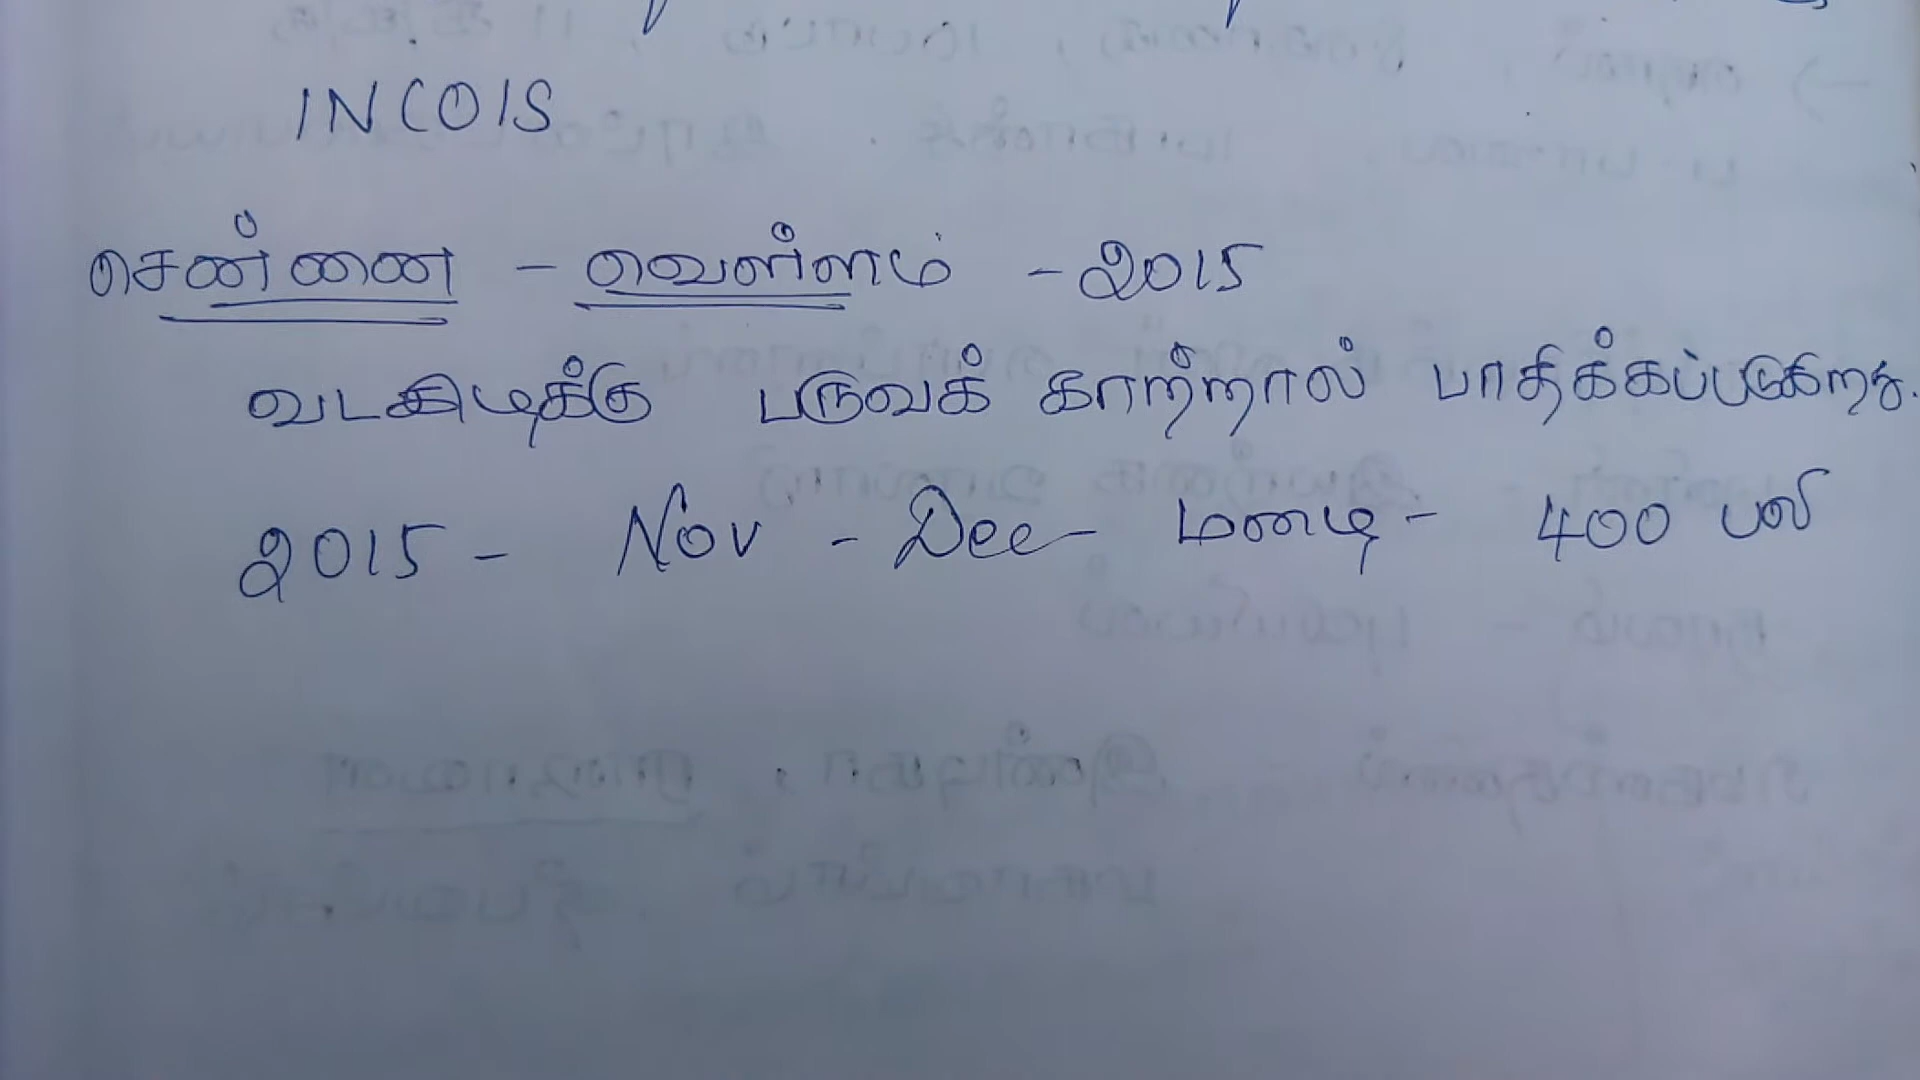 INCOIS
சென்னை - வெள்ளம் - 2015
வடகிழக்கு பருவக் காற்றால் பாதிக்கப்படுகிறது.
2015 - Nov - Dec - மழை - 400 பலி